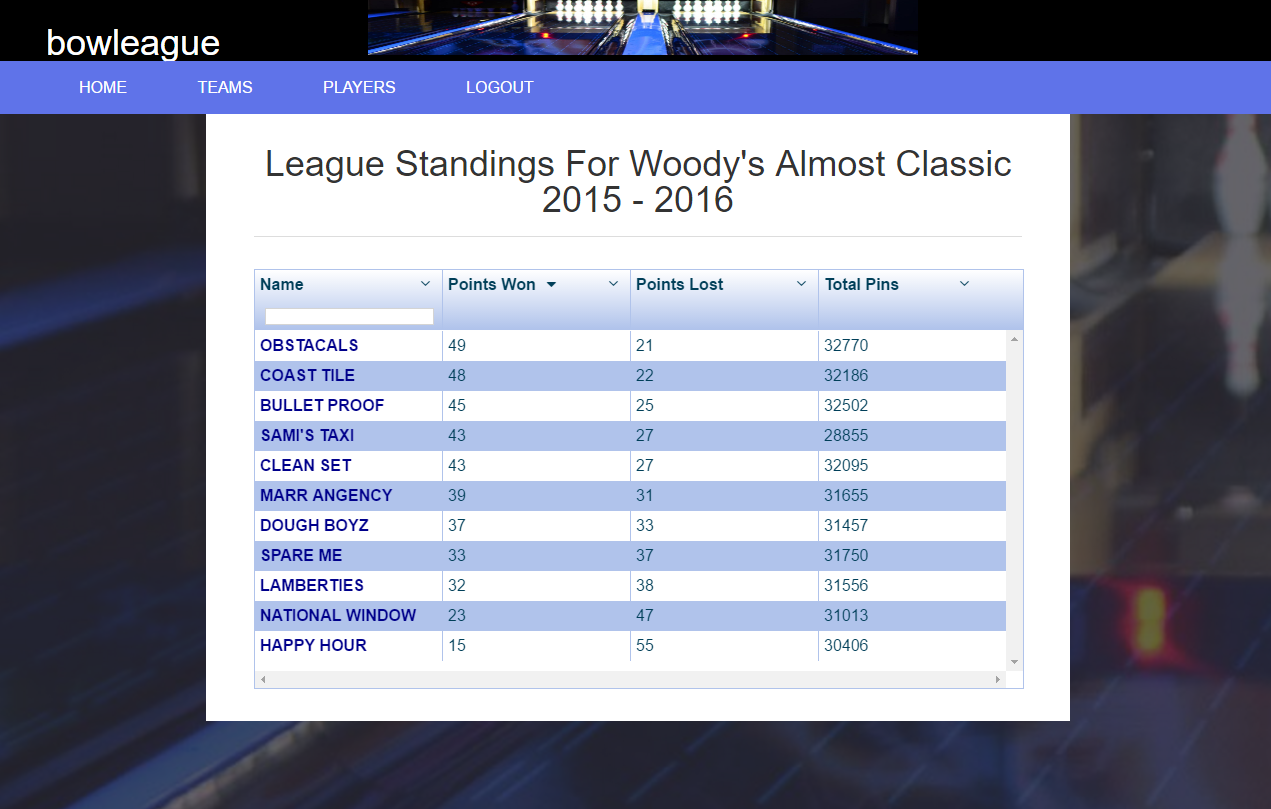 bowleague
HOME TEAMS PLAYERS LOGOUT
League Standings For Woody's Almost Classic
2015 - 2016
Name Points Won Points Lost Total Pins
OBSTACALS 49 21 32770
COAST TILE 48 22 32186
BULLET PROOF 45 25 32502
SAMI'S TAXI 43 27 28855
CLEAN SET 43 27 32095
MARR ANGENCY 39 31 31655
DOUGH BOYZ 37 33 31457
SPARE ME 33 37 31750
LAMBERTIES 32 38 31556
NATIONAL WINDOW 23 47 31013
HAPPY HOUR 15 55 30406